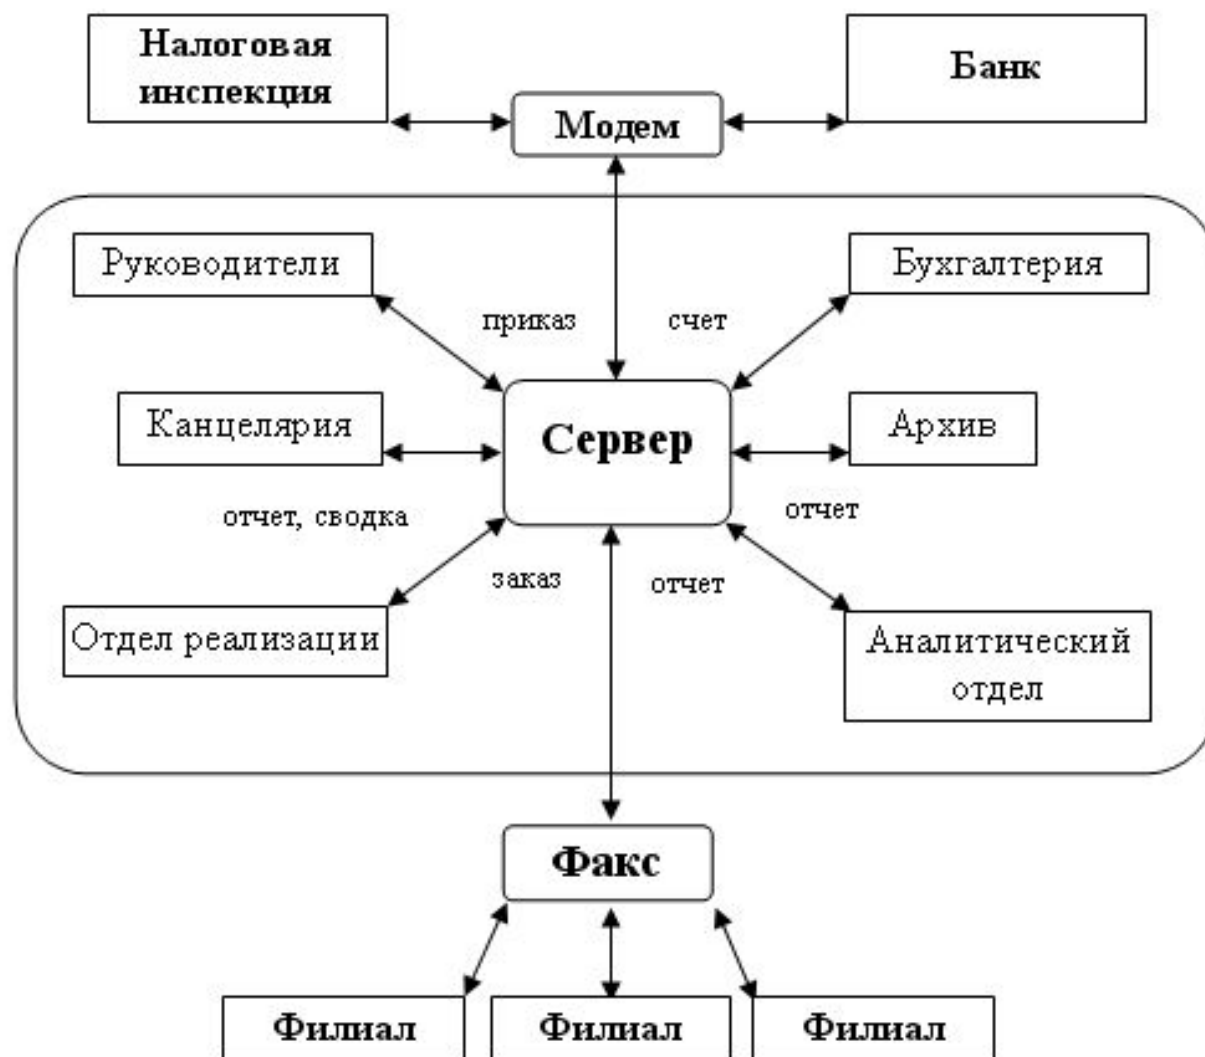 Налоговая
инспекция
Банк
Модем
Руководители
Бухгалтерия
приказ
счет
Канцелярия
Сервер
Архив
отчет, сводка
отчет
заказ
отчет
Отдел реализации
Аналитический
отдел
Факс
Филиал
Филиал
Филиал